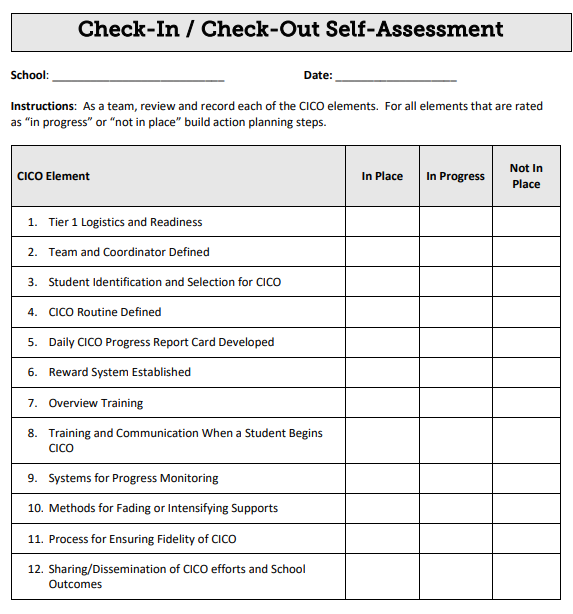 Check-In / Check-Out Self-Assessment
School: __________________________ Date: ___________________
Instructions: As a team, review and record each of the CICO elements. For all elements that are rated
as “in progress” or “not in place” build action planning steps.
CICO Element In Place In Progress Not In
Place
1. Tier 1 Logistics and Readiness
2. Team and Coordinator Defined
3. Student Identification and Selection for CICO
4. CICO Routine Defined
5. Daily CICO Progress Report Card Developed
6. Reward System Established
7. Overview Training
8. Training and Communication When a Student Begins
CICO
9. Systems for Progress Monitoring
10. Methods for Fading or Intensifying Supports
11. Process for Ensuring Fidelity of CICO
12. Sharing/Dissemination of CICO efforts and School
Outcomes